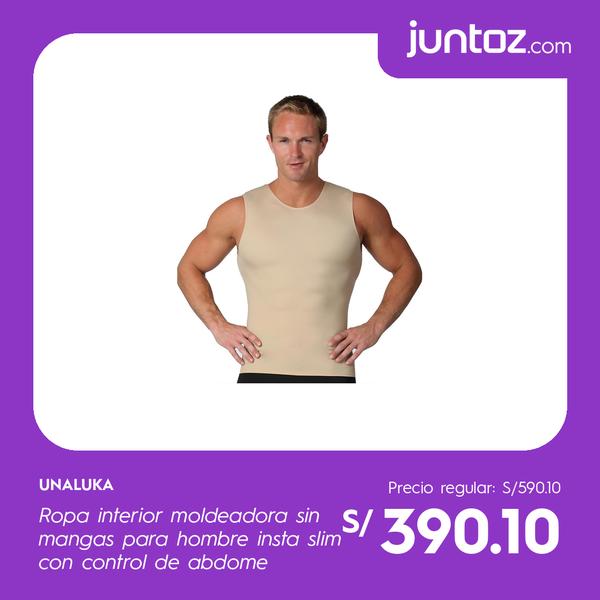 juntoz.com
UNALUKA
Ropa interior moldeadora sin
mangas para hombre insta slim
con control de abdome
Precio regular: S/590.10
S/ 390.10